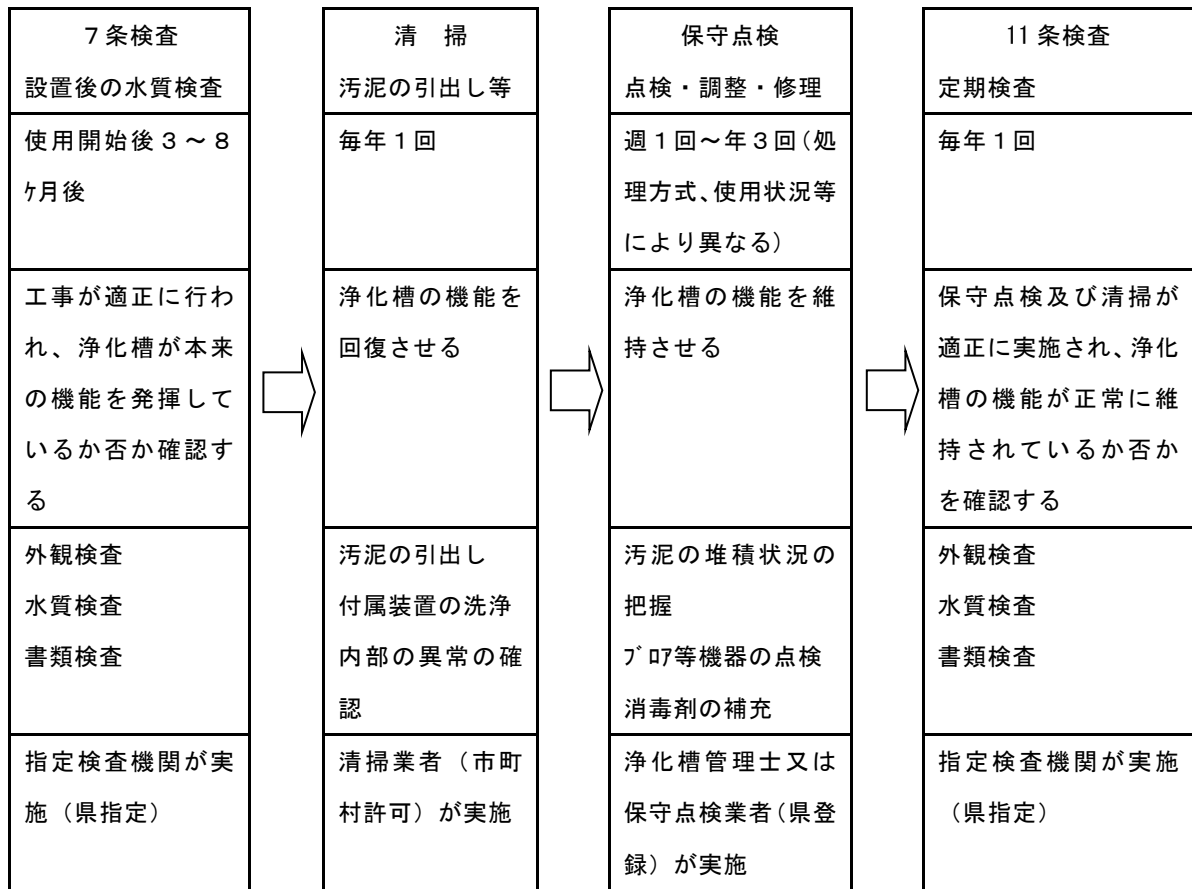 ７条検査
設置後の水質検査
使用開始後３～８
ｹ月後
工事が適正に行わ
れ、浄化槽が本来
の機能を発揮して
いるか否か確認す
る
外観検査
水質検査
書類検査
指定検査機関が実
施（県指定）
清　掃
汚泥の引出し等
毎年１回
浄化槽の機能を
回復させる
汚泥の引出し
付属装置の洗浄
内部の異常の確
認
清掃業者（市町
村許可）が実施
保守点検
点検・調整・修理
週１回～年３回(処
理方式、使用状況等
により異なる)
浄化槽の機能を維
持させる
汚泥の堆積状況の
把握
ﾌﾞﾛｱ等機器の点検
消毒剤の補充
浄化槽管理士又は
保守点検業者(県登
録）が実施
11条検査
定期検査
毎年１回
保守点検及び清掃が
適正に実施され、浄化
槽の機能が正常に維
持されているか否か
を確認する
外観検査
水質検査
書類検査
指定検査機関が実施
（県指定）